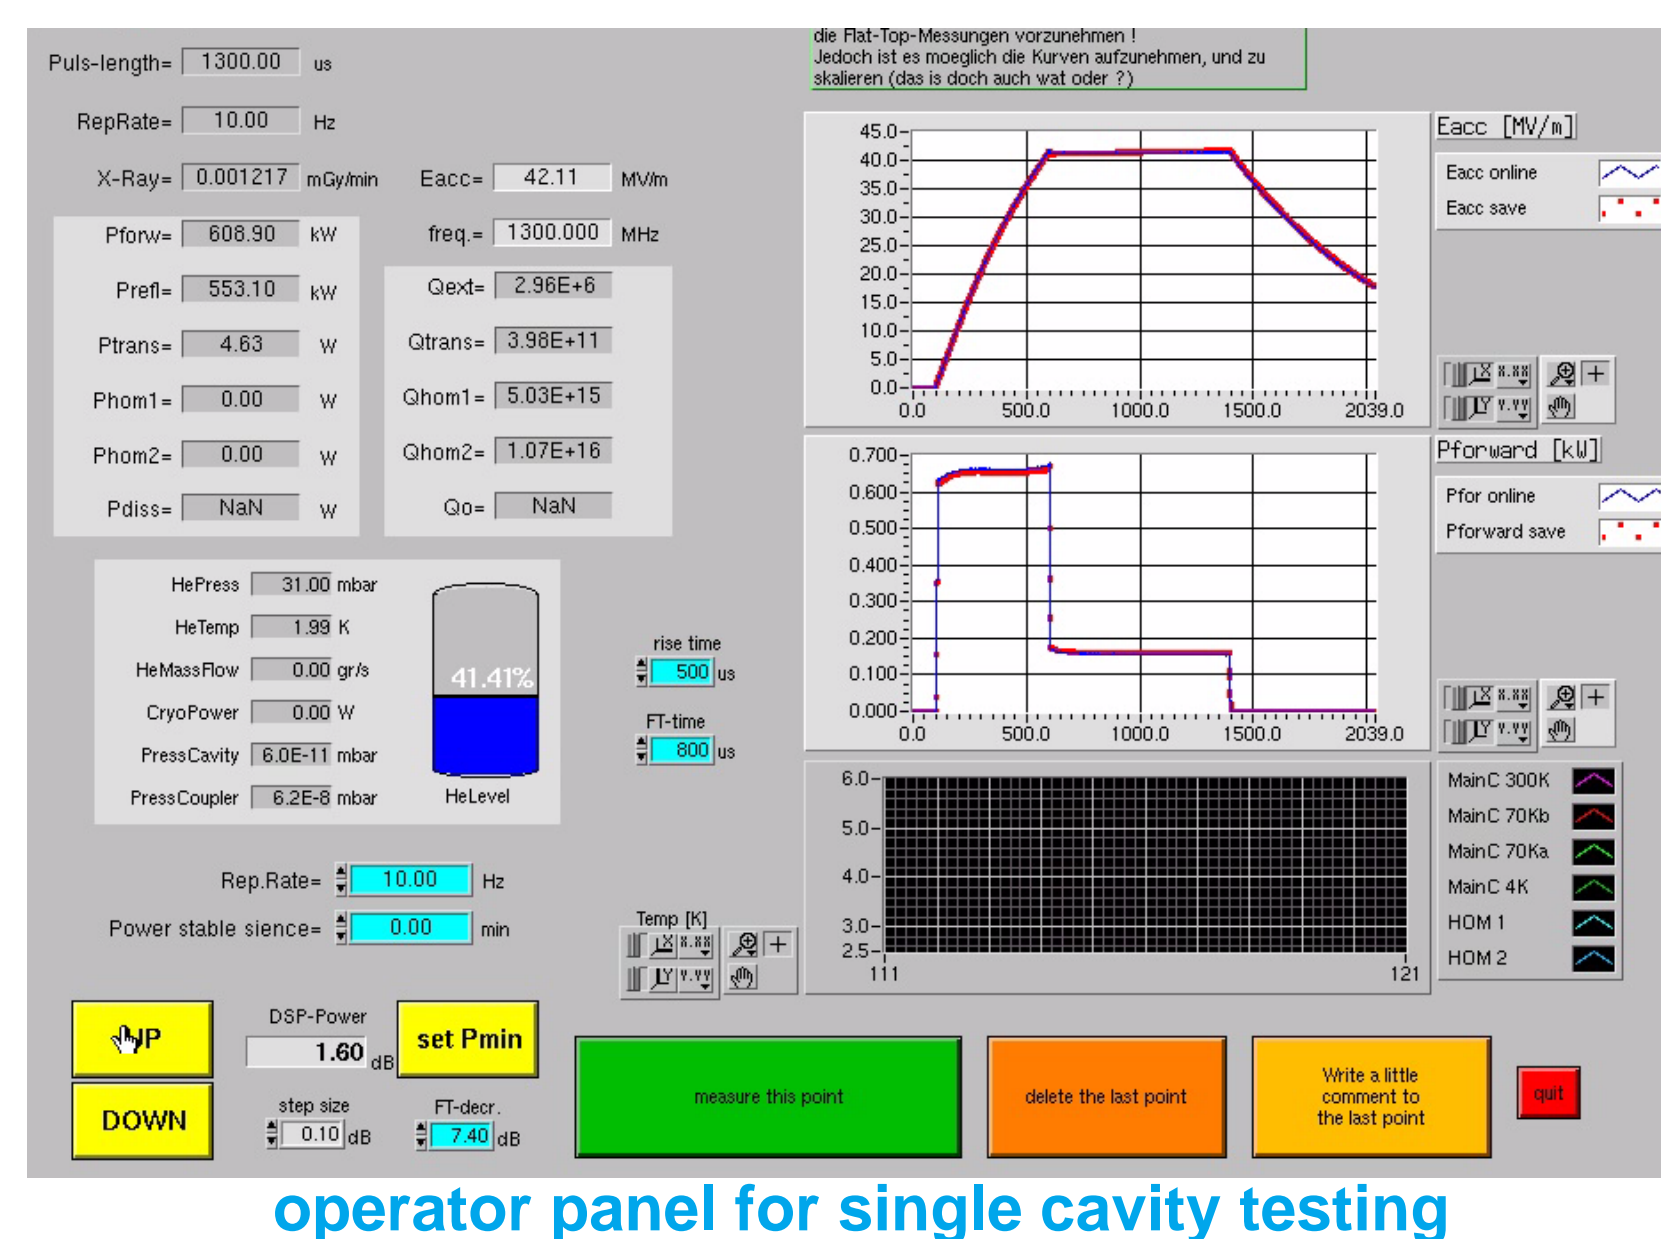 die Flat-Top-Messungen vorzunehmen !
Jedoch ist es moeglich die Kurven aufzunehmen, und zu
skalieren (das is doch auch wat oder ?)
Puls-length= 1300.00 us
RepRate= 10.00 Hz
X-Ray= 0.001217 mGy/min
Eacc= 42.11 MV/m
Pforw= 608.90 kW
freq.= 1300.000 MHz
Prefl= 553.10 kW
Qext= 2.96E+6
Ptrans= 4.63 W
Qtrans= 3.98E+11
Phom1= 0.00 W
Qhom1= 5.03E+15
Phom2= 0.00 W
Qhom2= 1.07E+16
Pdiss= NaN W
Qo= NaN
HePress 31.00 mbar
HeTemp 1.99 K
HeMassFlow 0.00 gr/s
CryoPower 0.00 W
PressCavity 6.0E-11 mbar
PressCoupler 6.2E-8 mbar
41.41%
HeLevel
rise time
500 us
FT-time
800 us
Rep.Rate= 10.00 Hz
Power stable sience= 0.00 min
Eacc [MV/m]
Eacc online
Eacc save
45.0
40.0
35.0
30.0
25.0
20.0
15.0
10.0
5.0
0.0
0.0 500.0 1000.0 1500.0 2039.0
X X.XX
Y Y.YY
Pforward [kW]
Pfor online
Pforward save
0.700
0.600
0.500
0.400
0.300
0.200
0.100
0.000
0.0 500.0 1000.0 1500.0 2039.0
X X.XX
Y Y.YY
6.0
5.0
4.0
3.0
2.5
111 121
MainC 300K
MainC 70Kb
MainC 70Ka
MainC 4K
HOM 1
HOM 2
Temp [K]
X X.XX
Y Y.YY
UP
DOWN
DSP-Power
1.60 dB
set Pmin
step size
0.10 dB
FT-decr.
7.40 dB
measure this point
delete the last point
Write a little
comment to
the last point
quit
operator panel for single cavity testing